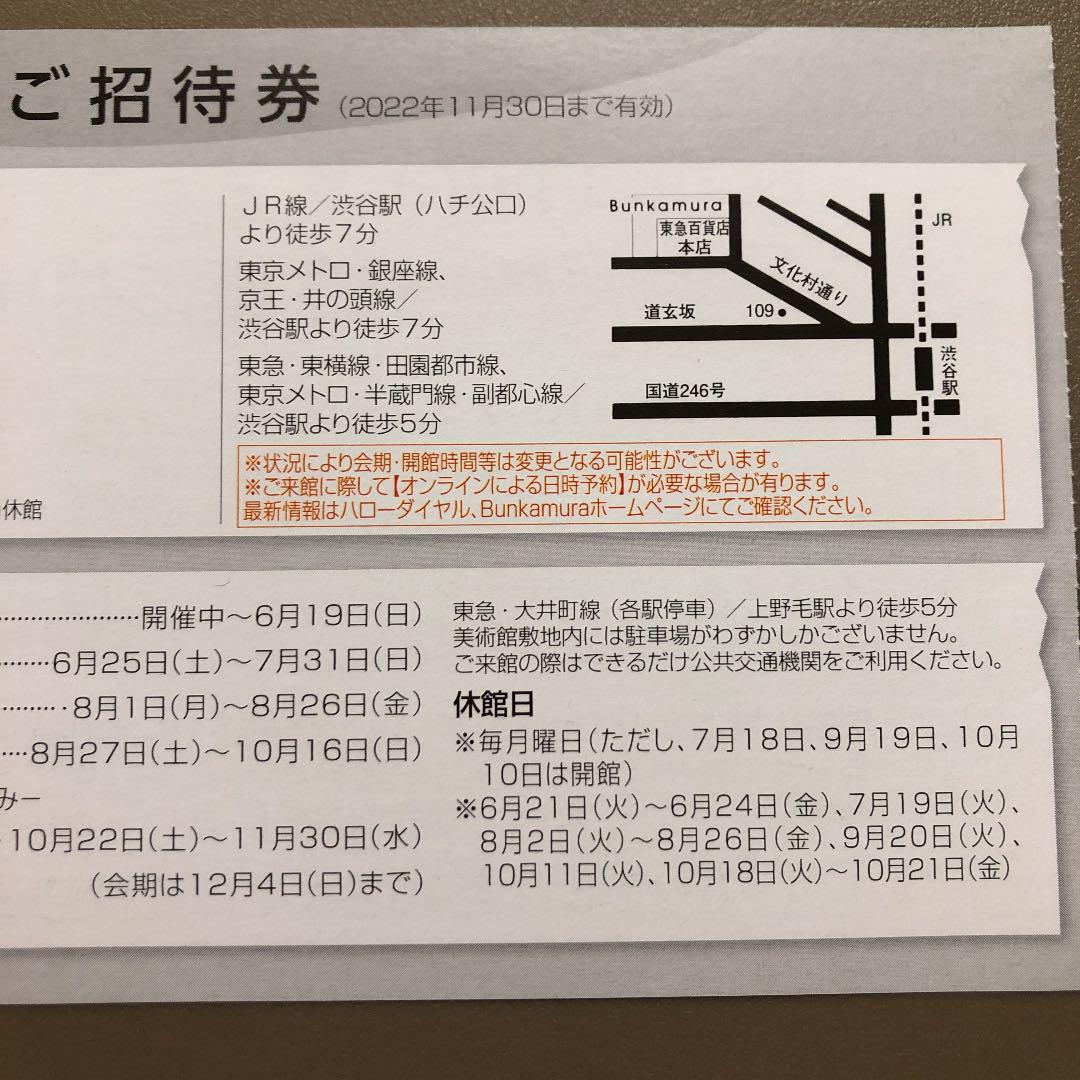 ご招待券（2022年11月30日まで有効）
休館
ＪＲ線／渋谷駅（ハチ公口）
より徒歩７分
東京メトロ・銀座線、
京王・井の頭線／
渋谷駅より徒歩７分
東急・東横線・田園都市線、
東京メトロ・半蔵門線・副都心線／
渋谷駅より徒歩５分
Bunkamura
東急百貨店
本店
JR
文化村通り
道玄坂
109
渋谷駅
国道246号
※状況により会期・開館時間等は変更となる可能性がございます。
※ご来館に際して【オンラインによる日時予約】が必要な場合が有ります。
最新情報はハローダイヤル、Bunkamuraホームページにてご確認ください。
開催中～6月19日（日）
6月25日（土）～7月31日（日）
8月1日（月）～8月26日（金）
8月27日（土）～10月16日（日）
みー
10月22日（土）～11月30日（水）
（会期は12月4日（日）まで）
東急・大井町線（各駅停車）／上野毛駅より徒歩5分
美術館敷地内には駐車場がわずかしかございません。
ご来館の際はできるだけ公共交通機関をご利用ください。
休館日
※毎月曜日（ただし、7月18日、9月19日、10月
10日は開館）
※6月21日（火）～6月24日（金）、7月19日（火）、
8月2日（火）～8月26日（金）、9月20日（火）、
10月11日（火）、10月18日（火）～10月21日（金）